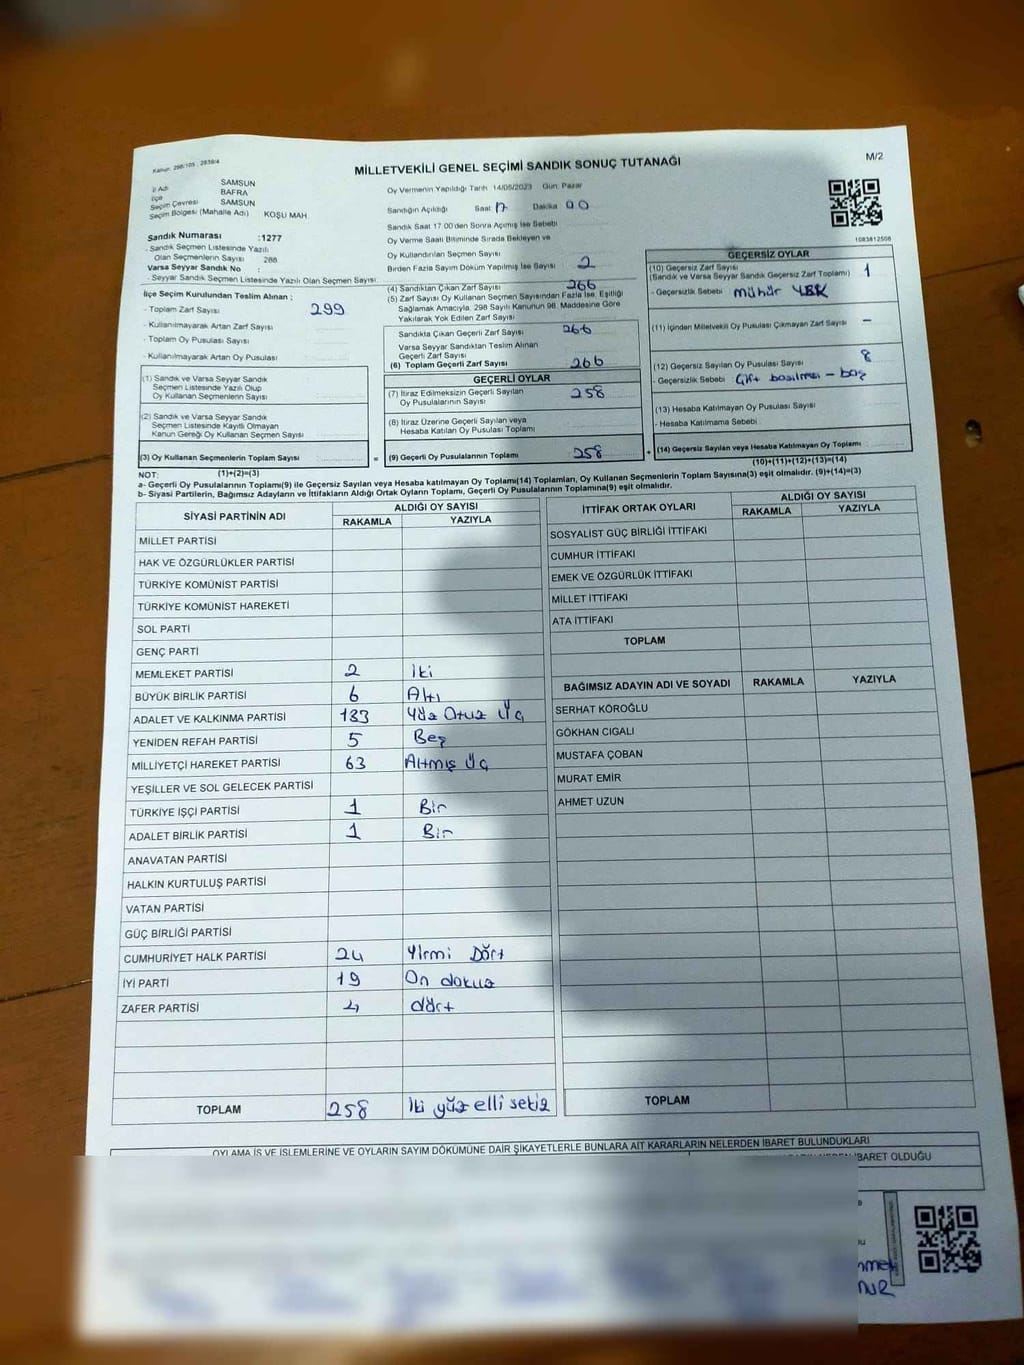 Kanun: 298/105 , 2839/4
MİLLETVEKİLİ GENEL SEÇİMİ SANDIK SONUÇ TUTANAĞI
M/2
İl Adı SAMSUN
İlçe BAFRA
Seçim Çevresi SAMSUN
Seçim Bölgesi (Mahalle Adı) KOŞU MAH.
Oy Vermenin Yapıldığı Tarih 14/05/2023 Gün: Pazar
Sandığın Açıldığı Saat 17 Dakika 00
Sandık Saat 17.00'den Sonra Açılmış İse Sebebi
Oy Verme Saati Bitiminde Sırada Bekleyen ve
Oy Kullandırılan Seçmen Sayısı
Birden Fazla Sayım Döküm Yapılmış İse Sayısı 2
1083812508
Sandık Numarası :1277
- Sandık Seçmen Listesinde Yazılı
Olan Seçmenlerin Sayısı 288
Varsa Seyyar Sandık No :
- Seyyar Sandık Seçmen Listesinde Yazılı Olan Seçmen Sayısı
İlçe Seçim Kurulundan Teslim Alınan ;
- Toplam Zarf Sayısı 299
- Kullanılmayarak Artan Zarf Sayısı
- Toplam Oy Pusulası Sayısı
- Kullanılmayarak Artan Oy Pusulası
(1) Sandık ve Varsa Seyyar Sandık
Seçmen Listesinde Yazılı Olup
Oy Kullanan Seçmenlerin Sayısı
(2) Sandık ve Varsa Seyyar Sandık
Seçmen Listesinde Kayıtlı Olmayan
Kanun Gereği Oy Kullanan Seçmen Sayısı
(3) Oy Kullanan Seçmenlerin Toplam Sayısı =
(1)+(2)=(3)
(4) Sandıktan Çıkan Zarf Sayısı 266
(5) Zarf Sayısı Oy Kullanan Seçmen Sayısından Fazla İse, Eşitliği
Sağlamak Amacıyla, 298 Sayılı Kanunun 98. Maddesine Göre
Yakılarak Yok Edilen Zarf Sayısı
Sandıkta Çıkan Geçerli Zarf Sayısı 266
Varsa Seyyar Sandıktan Teslim Alınan
Geçerli Zarf Sayısı
(6) Toplam Geçerli Zarf Sayısı 266
GEÇERLİ OYLAR
(7) İtiraz Edilmeksizin Geçerli Sayılan
Oy Pusulalarının Sayısı 258
(8) İtiraz Üzerine Geçerli Sayılan veya
Hesaba Katılan Oy Pusulası Toplamı
(9) Geçerli Oy Pusulalarının Toplamı 258 +
GEÇERSİZ OYLAR
(10) Geçersiz Zarf Sayısı
(Sandık ve Varsa Seyyar Sandık Geçersiz Zarf Toplamı) 1
- Geçersizlik Sebebi mühür YBK
(11) İçinden Milletvekili Oy Pusulası Çıkmayan Zarf Sayısı –
(12) Geçersiz Sayılan Oy Pusulası Sayısı 8
- Geçersizlik Sebebi Çift basılması – boş
(13) Hesaba Katılmayan Oy Pusulası Sayısı
- Hesaba Katılmama Sebebi
(14) Geçersiz Sayılan veya Hesaba Katılmayan Oy Toplamı
(10)+(11)+(12)+(13)=(14)
NOT:
a- Geçerli Oy Pusulalarının Toplamı(9) ile Geçersiz Sayılan veya Hesaba katılmayan Oy Toplamı(14) Toplamları, Oy Kullanan Seçmenlerin Toplam Sayısına(3) eşit olmalıdır. (9)+(14)=(3)
b- Siyasi Partilerin, Bağımsız Adayların ve İttifakların Aldığı Ortak Oyların Toplamı, Geçerli Oy Pusulalarının Toplamına(9) eşit olmalıdır.
SİYASİ PARTİNİN ADI ALDIĞI OY SAYISI
RAKAMLA YAZIYLA
MİLLET PARTİSİ
HAK VE ÖZGÜRLÜKLER PARTİSİ
TÜRKİYE KOMÜNİST PARTİSİ
TÜRKİYE KOMÜNİST HAREKETİ
SOL PARTİ
GENÇ PARTİ
MEMLEKET PARTİSİ 2 İki
BÜYÜK BİRLİK PARTİSİ 6 Altı
ADALET VE KALKINMA PARTİSİ 133 Yüz Otuz Üç
YENİDEN REFAH PARTİSİ 5 Beş
MİLLİYETÇİ HAREKET PARTİSİ 63 Altmış Üç
YEŞİLLER VE SOL GELECEK PARTİSİ
TÜRKİYE İŞÇİ PARTİSİ 1 Bir
ADALET BİRLİK PARTİSİ 1 Bir
ANAVATAN PARTİSİ
HALKIN KURTULUŞ PARTİSİ
VATAN PARTİSİ
GÜÇ BİRLİĞİ PARTİSİ
CUMHURİYET HALK PARTİSİ 24 Yirmi Dört
İYİ PARTİ 19 On dokuz
ZAFER PARTİSİ 4 dört
TOPLAM 258 İki yüz elli sekiz
İTTİFAK ORTAK OYLARI ALDIĞI OY SAYISI
RAKAMLA YAZIYLA
SOSYALİST GÜÇ BİRLİĞİ İTTİFAKI
CUMHUR İTTİFAKI
EMEK VE ÖZGÜRLÜK İTTİFAKI
MİLLET İTTİFAKI
ATA İTTİFAKI
TOPLAM
BAĞIMSIZ ADAYIN ADI VE SOYADI RAKAMLA YAZIYLA
SERHAT KÖROĞLU
GÖKHAN CIGALI
MUSTAFA ÇOBAN
MURAT EMİR
AHMET UZUN
TOPLAM
OYLAMA İŞ VE İŞLEMLERİNE VE OYLARIN SAYIM DÖKÜMÜNE DAİR ŞİKAYETLERLE BUNLARA AİT KARARLARIN NELERDEN İBARET BULUNDUKLARI
İBARET OLDUĞU